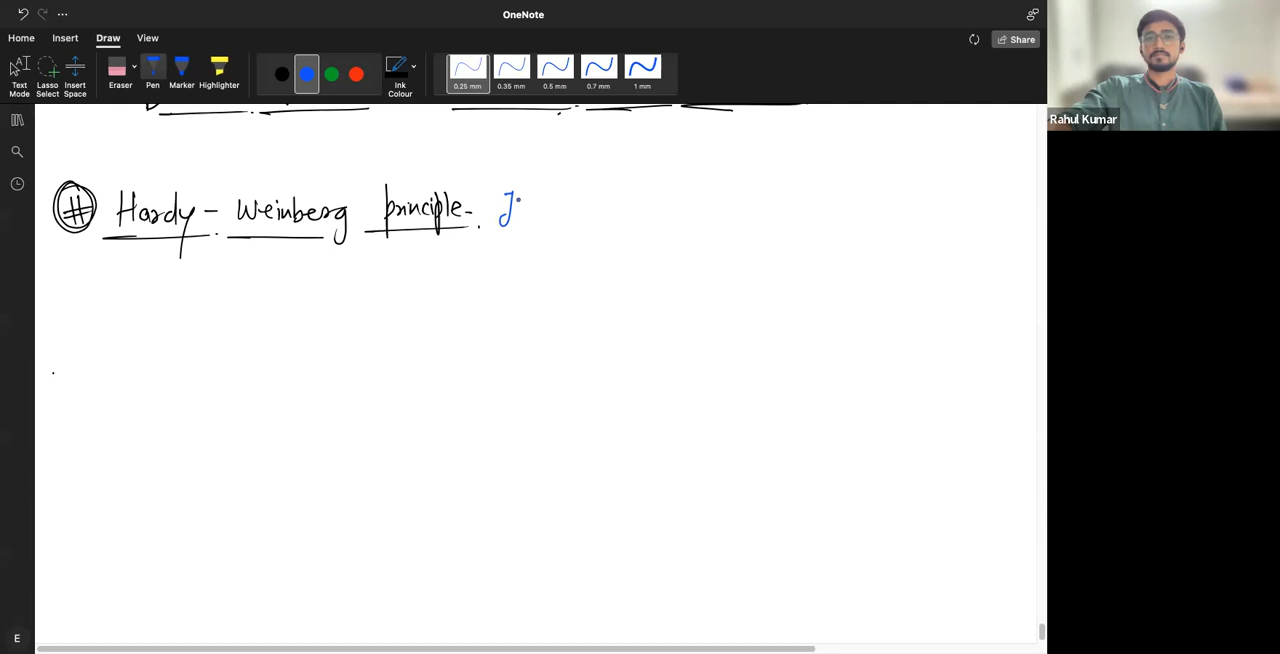 OneNote
Home Insert Draw View
Share
Text Mode
Lasso Select
Insert Space
Eraser
Pen
Marker
Highlighter
Ink Colour
0.25 mm
0.35 mm
0.5 mm
0.7 mm
1 mm
Rahul Kumar
# Hardy - Weinberg principle.
E